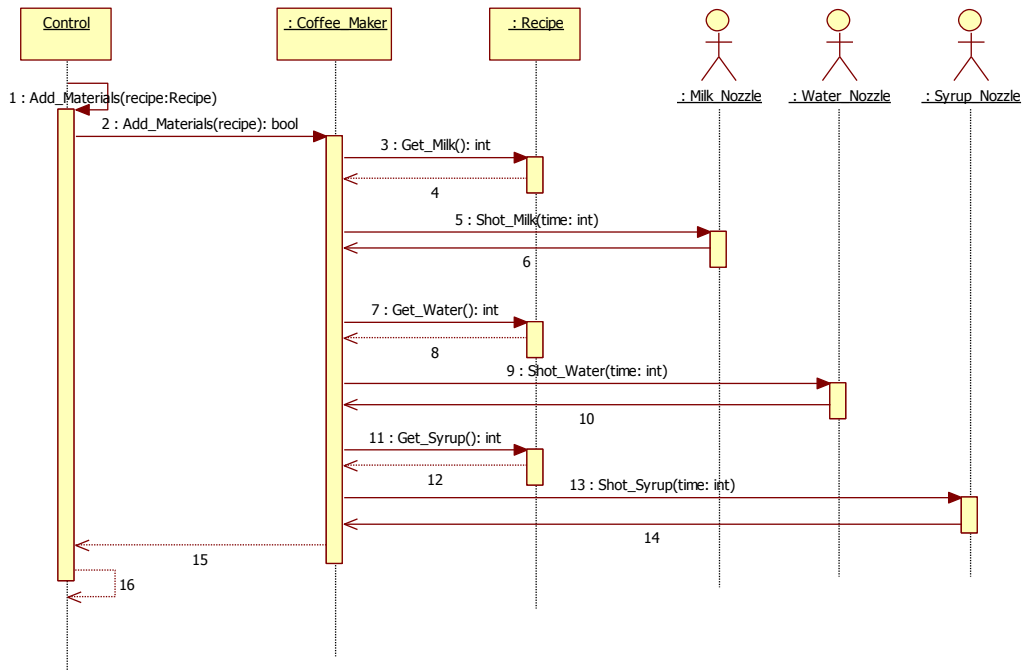 Control
: Coffee_Maker
: Recipe
: Milk_Nozzle
: Water_Nozzle
: Syrup_Nozzle
1 : Add_Materials(recipe:Recipe)
2 : Add_Materials(recipe): bool
3 : Get_Milk(): int
4
5 : Shot_Milk(time: int)
6
7 : Get_Water(): int
8
9 : Shot_Water(time: int)
10
11 : Get_Syrup(): int
12
13 : Shot_Syrup(time: int)
14
15
16